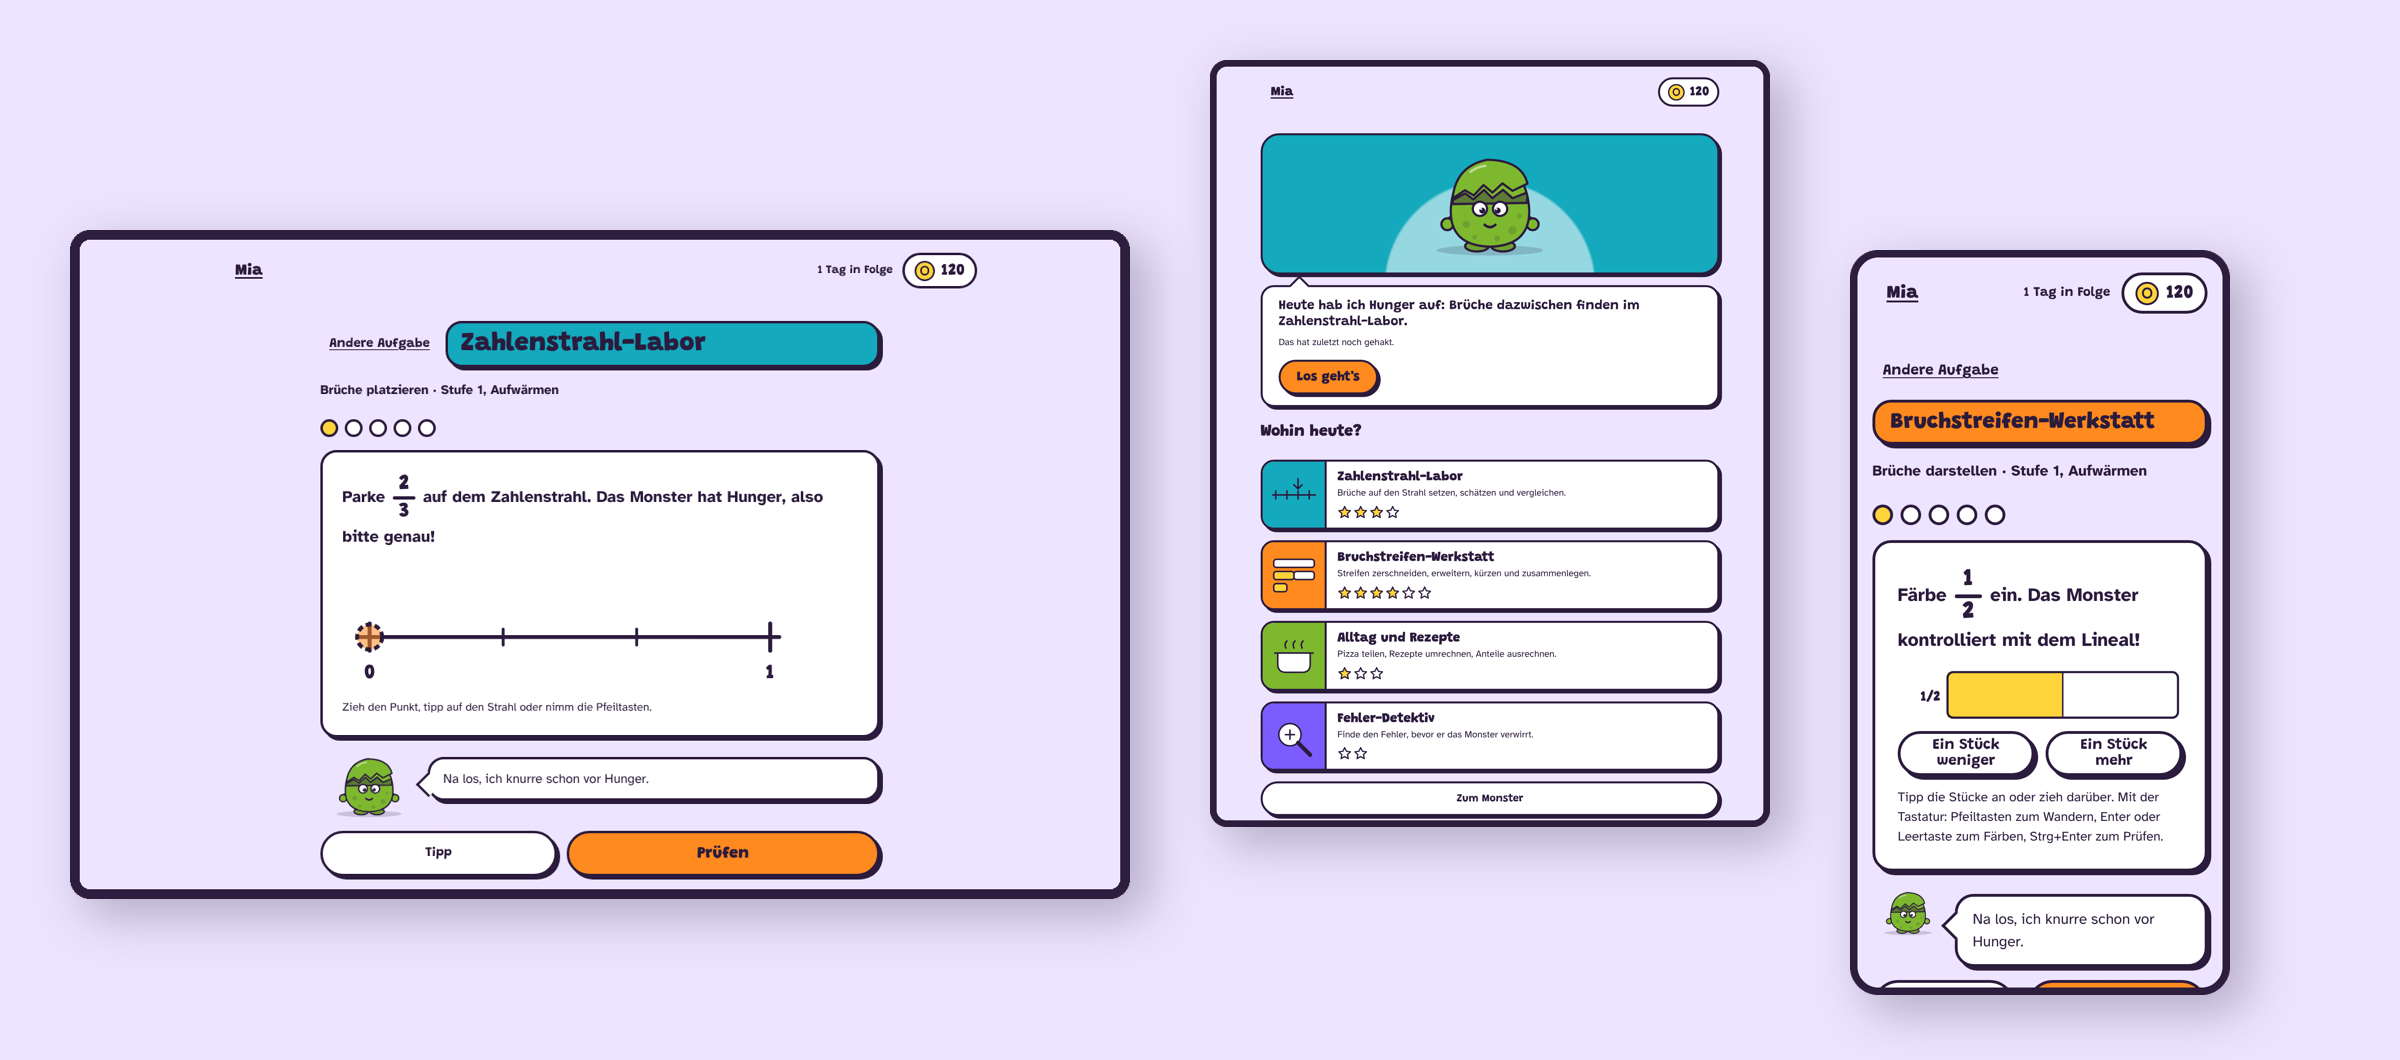 Mia
1 Tag in Folge
120
Andere Aufgabe
Zahlenstrahl-Labor
Brüche platzieren · Stufe 1, Aufwärmen
Parke 2/3 auf dem Zahlenstrahl. Das Monster hat Hunger, also
bitte genau!
0
1
Zieh den Punkt, tipp auf den Strahl oder nimm die Pfeiltasten.
Na los, ich knurre schon vor Hunger.
Tipp
Prüfen
Mia
120
Heute hab ich Hunger auf: Brüche dazwischen finden im
Zahlenstrahl-Labor.
Das hat zuletzt noch gehakt.
Los geht's
Wohin heute?
Zahlenstrahl-Labor
Brüche auf den Strahl setzen, schätzen und vergleichen.
Bruchstreifen-Werkstatt
Streifen zerschneiden, erweitern, kürzen und zusammenlegen.
Alltag und Rezepte
Pizza teilen, Rezepte umrechnen, Anteile ausrechnen.
Fehler-Detektiv
Finde den Fehler, bevor er das Monster verwirrt.
Zum Monster
Mia
1 Tag in Folge
120
Andere Aufgabe
Bruchstreifen-Werkstatt
Brüche darstellen · Stufe 1, Aufwärmen
Färbe 1/2 ein. Das Monster
kontrolliert mit dem Lineal!
1/2
Ein Stück
weniger
Ein Stück
mehr
Tipp die Stücke an oder zieh darüber. Mit der
Tastatur: Pfeiltasten zum Wandern, Enter oder
Leertaste zum Färben, Strg+Enter zum Prüfen.
Na los, ich knurre schon vor
Hunger.